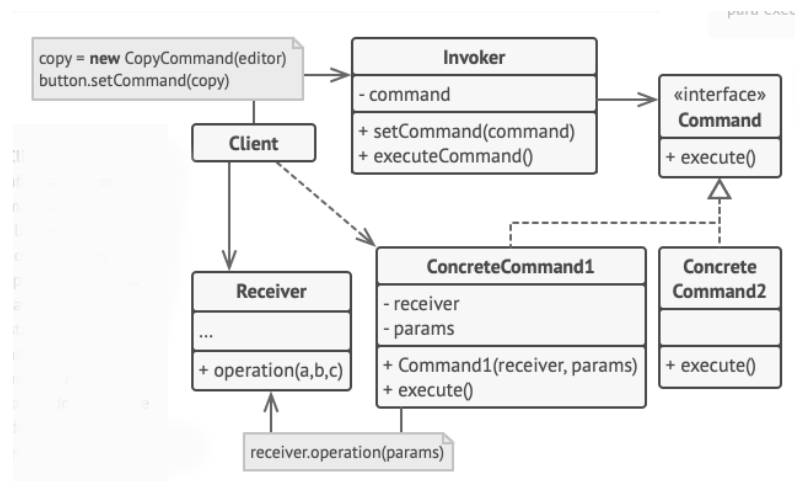 copy = new CopyCommand(editor)
button.setCommand(copy)
Invoker
- command
+ setCommand(command)
+ executeCommand()
«interface»
Command
+ execute()
Client
Receiver
...
+ operation(a,b,c)
ConcreteCommand1
- receiver
- params
+ Command1(receiver, params)
+ execute()
Concrete
Command2
+ execute()
receiver.operation(params)